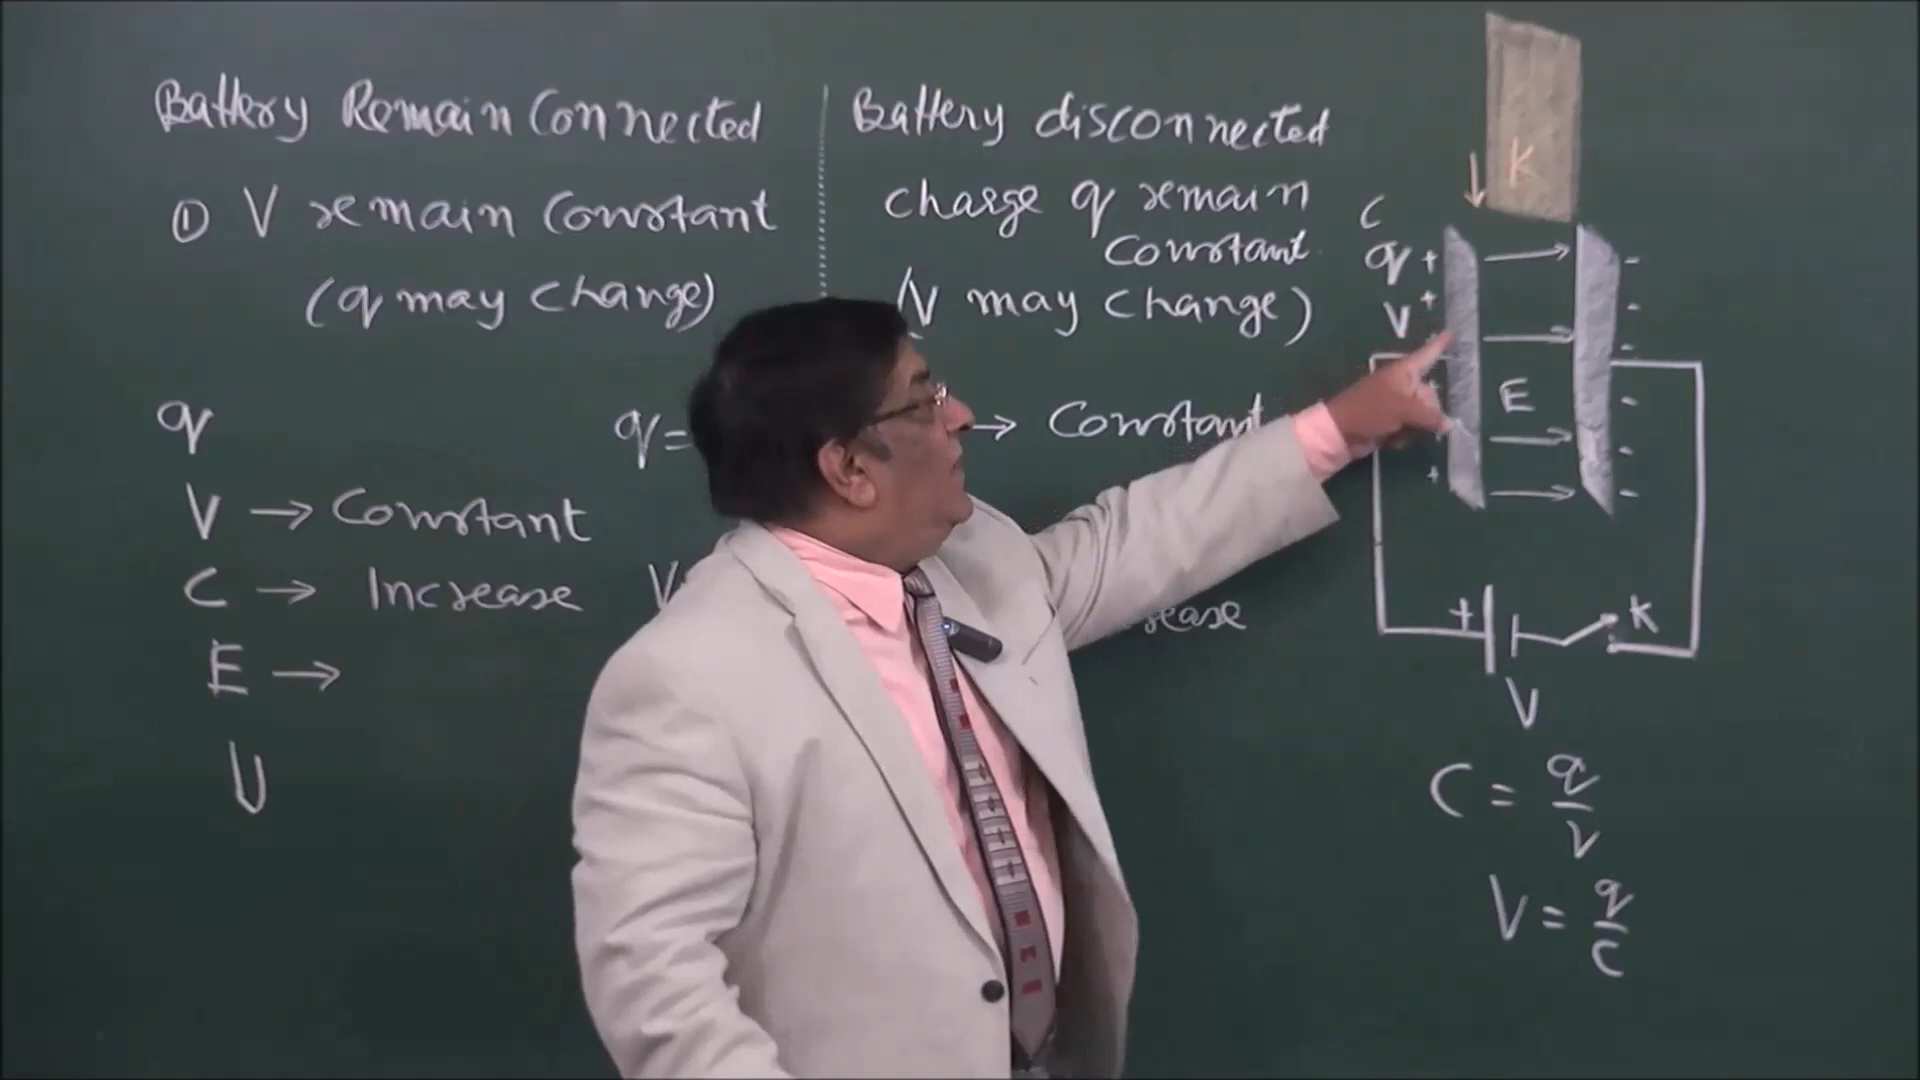 Battery Remain Connected
① V remain Constant
(q may change)
q
V → Constant
C → Increase
E →
U
Battery disconnected
charge q remain
Constant
(V may change)
q= → Constant
V
K
C
q + -
V + -
E
+
+ K
V
C = q/V
V = q/C